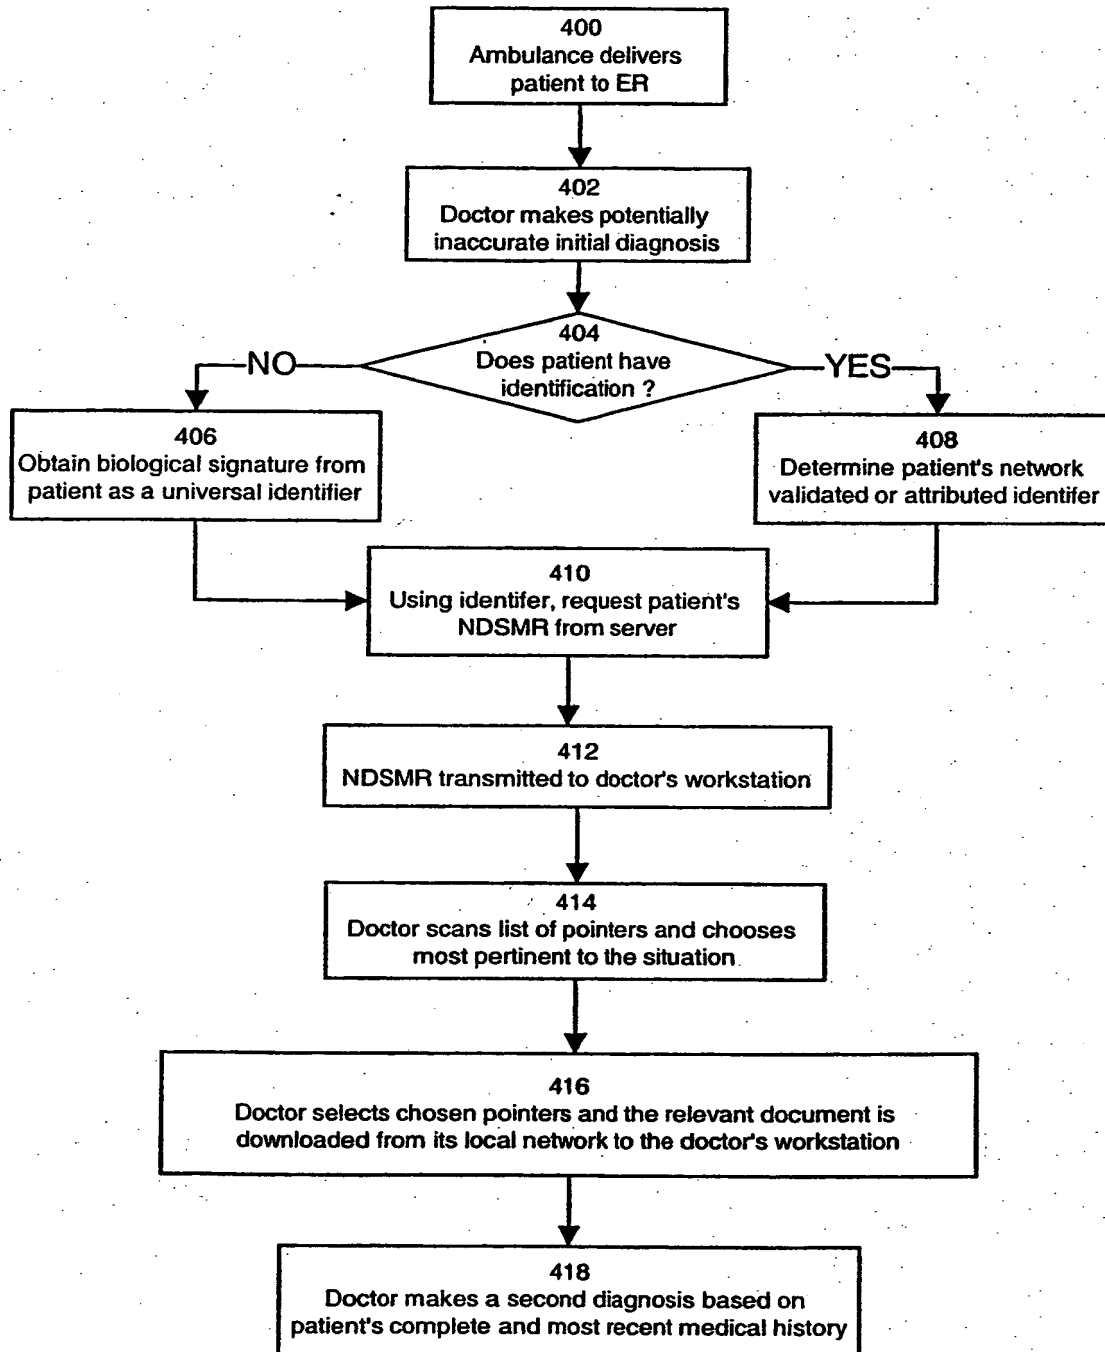 400
Ambulance delivers
patient to ER
402
Doctor makes potentially
inaccurate initial diagnosis
404
Does patient have
identification ?
NO
YES
406
Obtain biological signature from
patient as a universal identifier
408
Determine patient's network
validated or attributed identifer
410
Using identifer, request patient's
NDSMR from server
412
NDSMR transmitted to doctor's workstation
414
Doctor scans list of pointers and chooses
most pertinent to the situation
416
Doctor selects chosen pointers and the relevant document is
downloaded from its local network to the doctor's workstation
418
Doctor makes a second diagnosis based on
patient's complete and most recent medical history